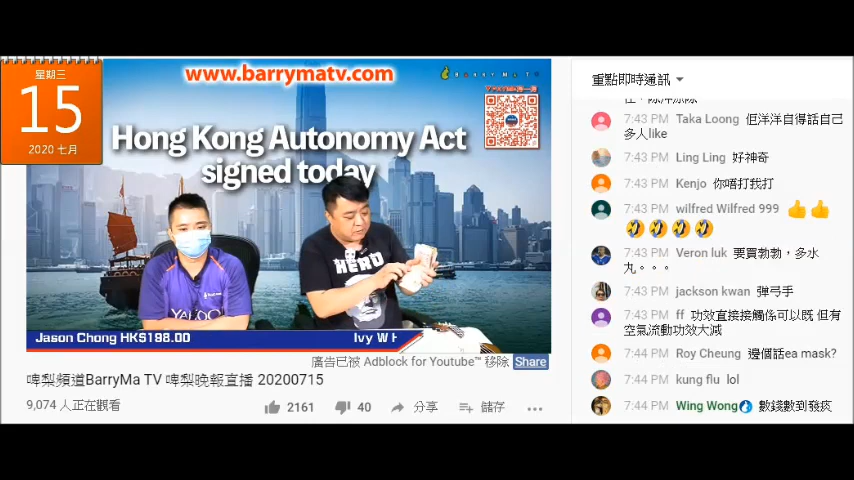 星期三
15
2020 七月
www.barrymatv.com
BARRYMATV
Hong Kong Autonomy Act
signed today
HERO
YAHOO
Jason Chong HK$198.00
Ivy W
廣告已被 Adblock for Youtube™ 移除 Share
啤梨頻道BarryMa TV 啤梨晚報直播 20200715
9,074 人正在觀看
2161
40
分享
儲存
重點即時通訊
7:43 PM Taka Loong 佢洋洋自得話自己
多人like
7:43 PM Ling Ling 好神奇
7:43 PM Kenjo 你唔打我打
7:43 PM wilfred Wilfred 999 👍👍
🤣🤣🤣🤣
7:43 PM Veron luk 要買勃勃，多水
丸。。。
7:43 PM jackson kwan 彈弓手
7:43 PM ff 功效直接接觸係可以既 但有
空氣流動功效大減
7:44 PM Roy Cheung 邊個話ea mask?
7:44 PM kung flu lol
7:44 PM Wing Wong 數錢數到發痰